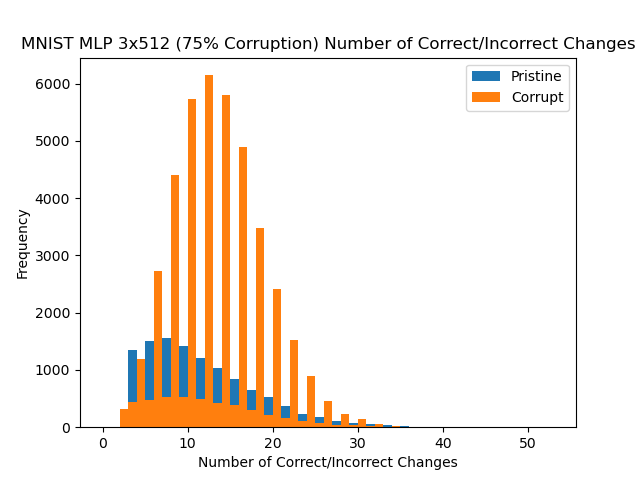 MNIST MLP 3x512 (75% Corruption) Number of Correct/Incorrect Changes
Pristine
Corrupt
6000
5000
4000
3000
2000
1000
0
Frequency
0 10 20 30 40 50
Number of Correct/Incorrect Changes